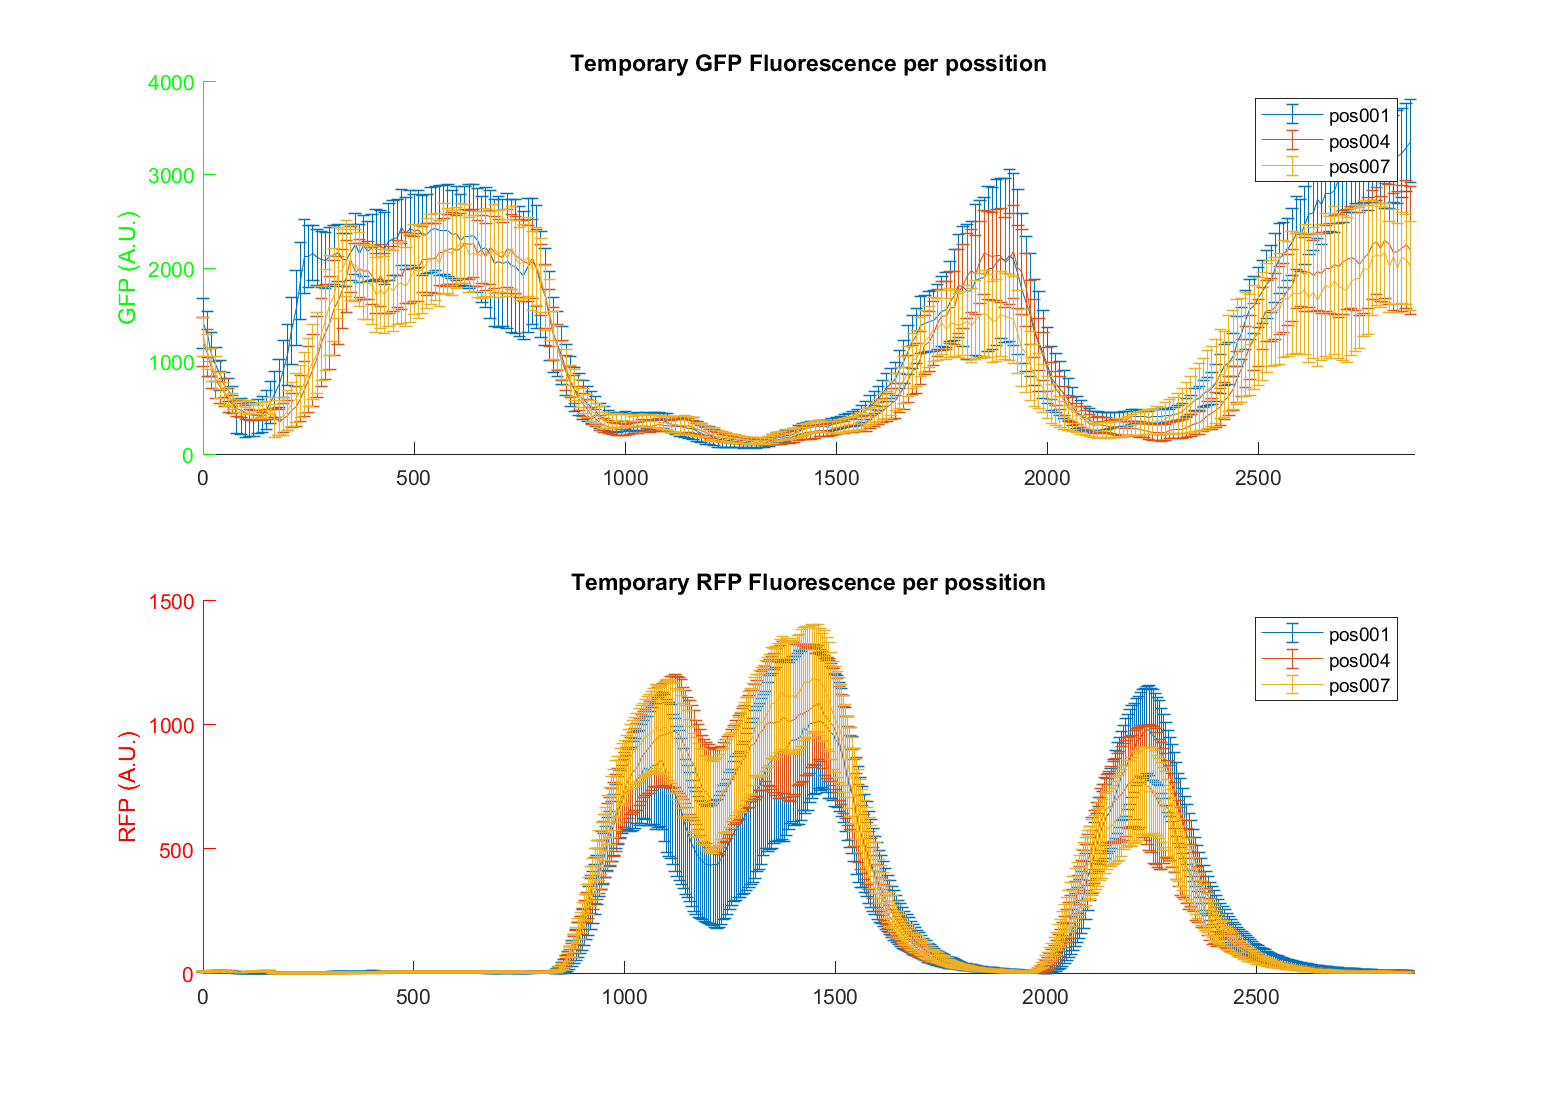 Temporary GFP Fluorescence per possition
4000
3000
2000
1000
0
GFP (A.U.)
pos001
pos004
pos007
0 500 1000 1500 2000 2500
Temporary RFP Fluorescence per possition
1500
1000
500
0
RFP (A.U.)
pos001
pos004
pos007
0 500 1000 1500 2000 2500